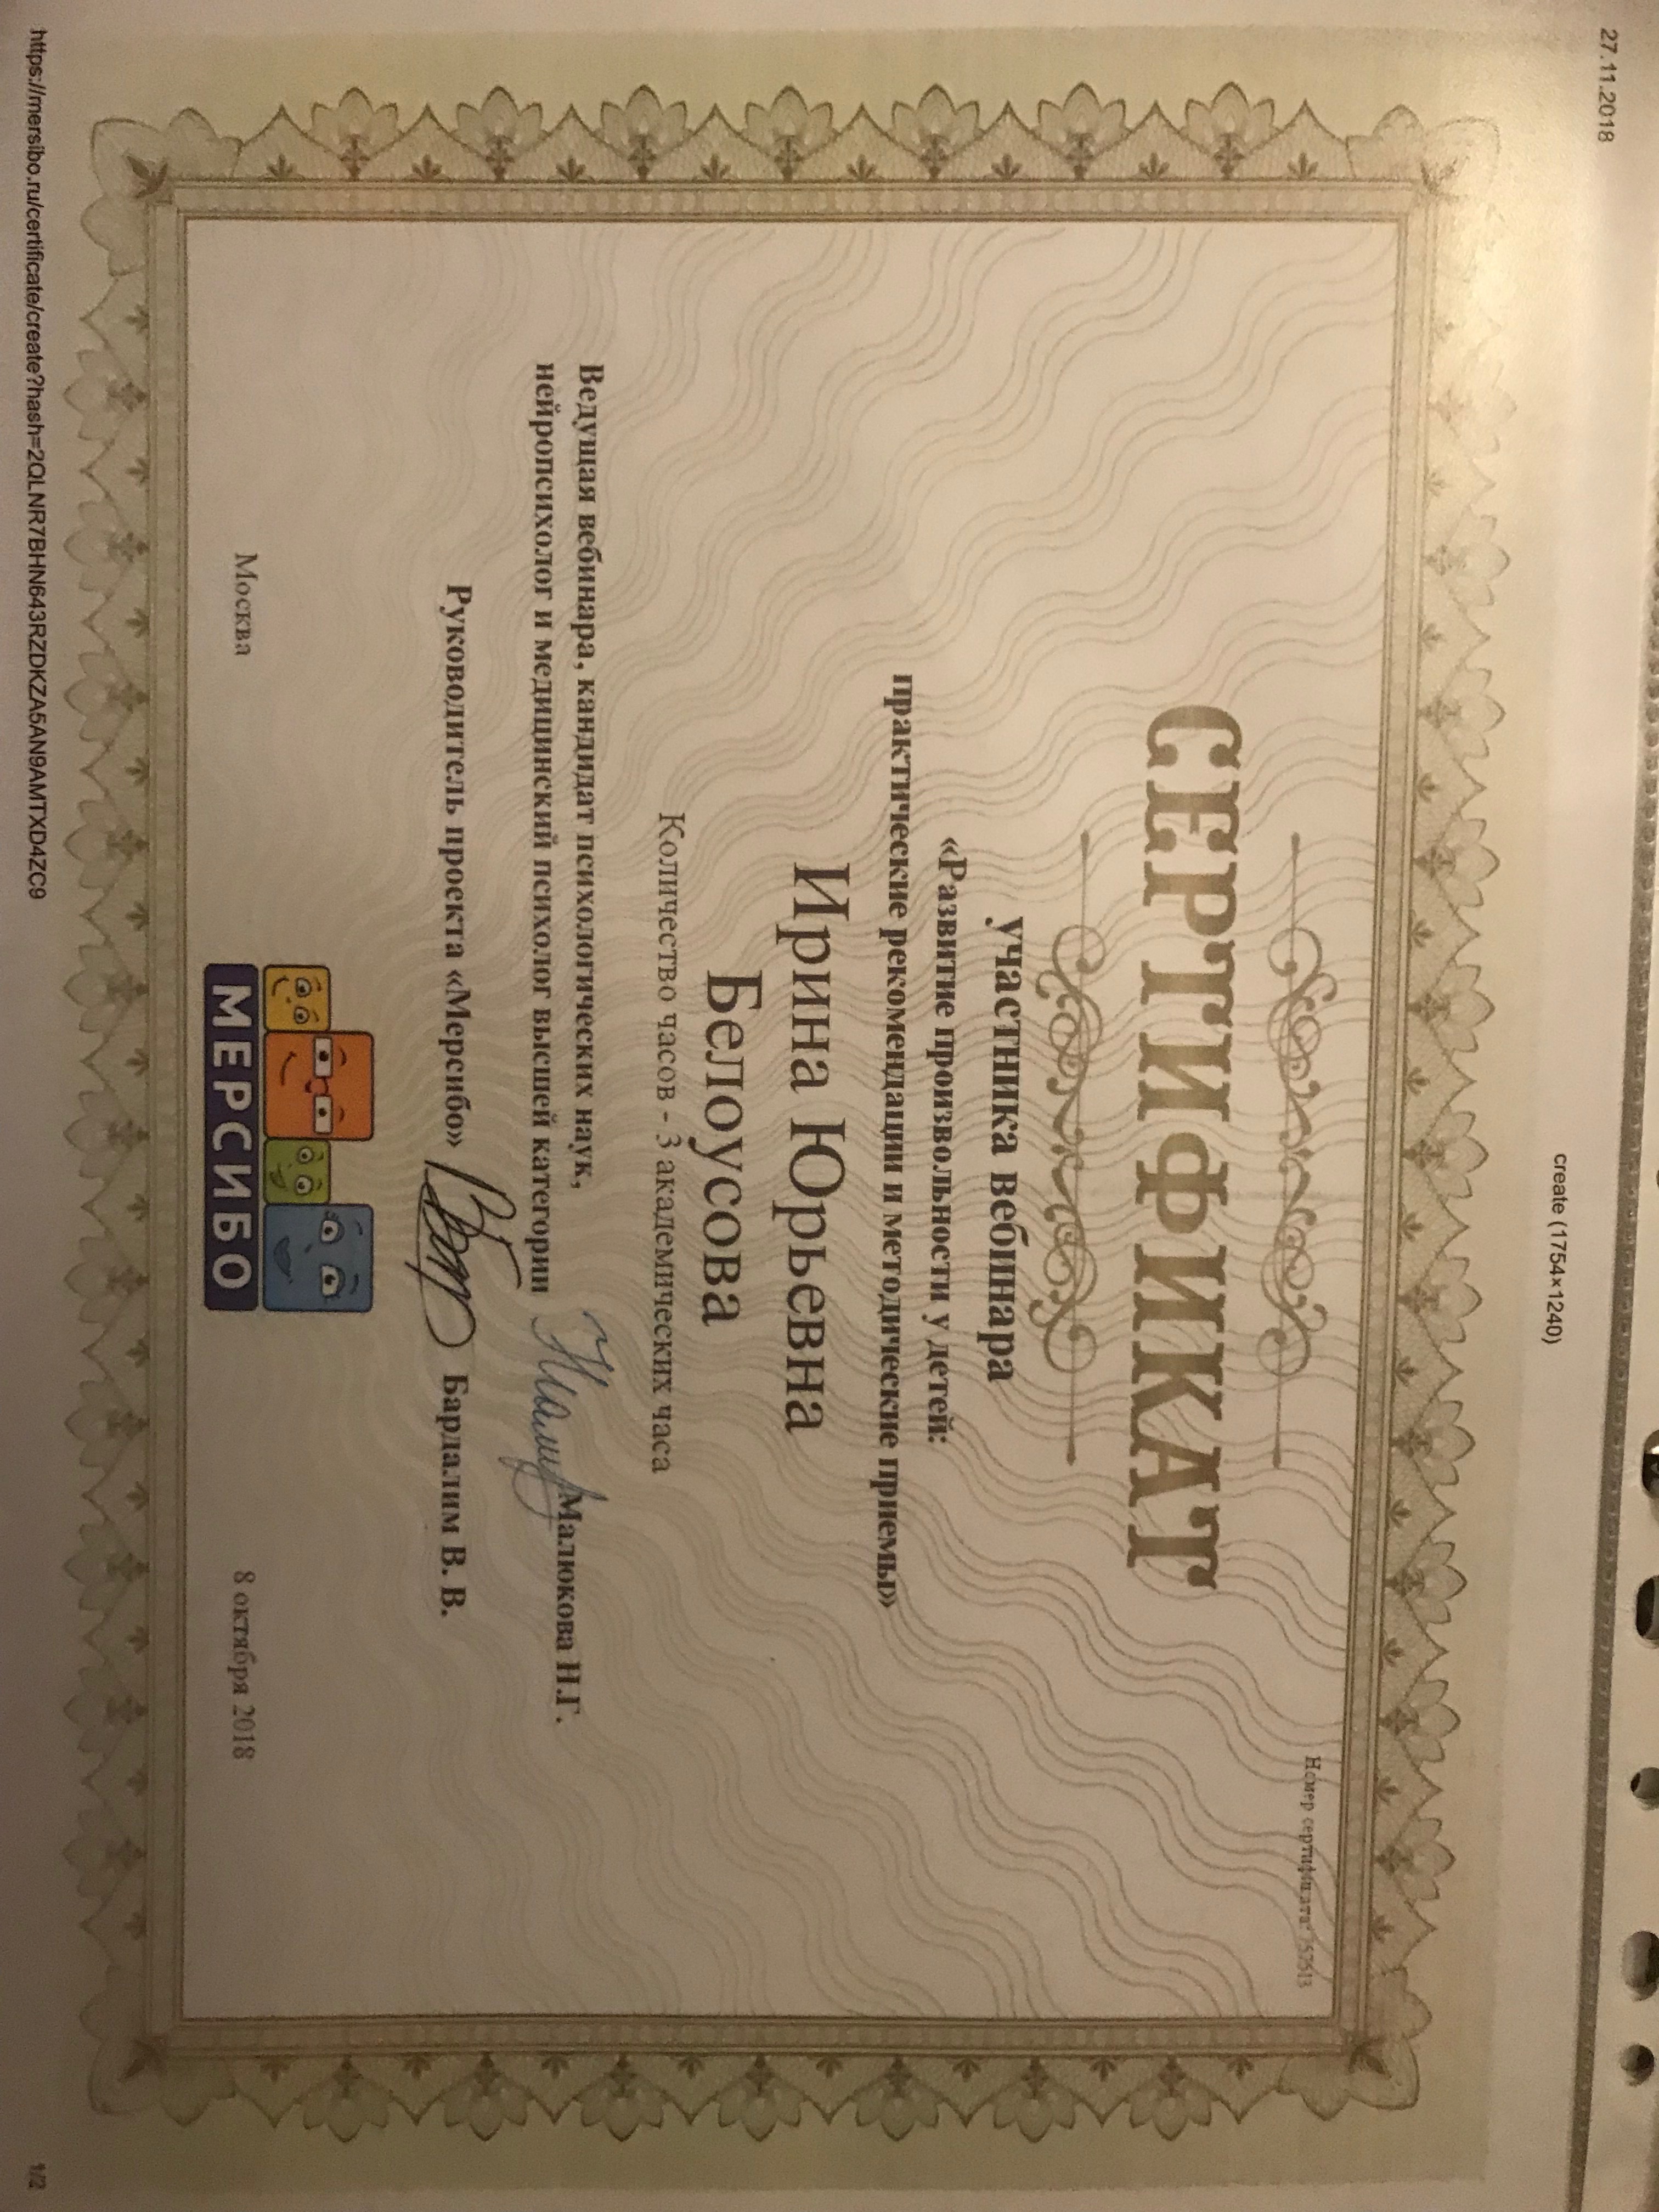 27.11.2018
create (1754×1240)
Номер сертификата:
СЕРТИФИКАТ
участника вебинара
«Развитие произвольности у детей:
практические рекомендации и методические приемы»
Ирина Юрьевна
Белоусова
Количество часов - 3 академических часа
Ведущая вебинара, кандидат психологических наук,
нейропсихолог и медицинский психолог высшей категории Малюкова Н.Г.
Руководитель проекта «Мерсибо» Бардалим В. В.
МЕРСИБО
Москва 8 октября 2018
https://mersibo.ru/certificate/create?hash=2QLNR7BHN643RZDKZA5AN9AMTXD4ZC9 1/2